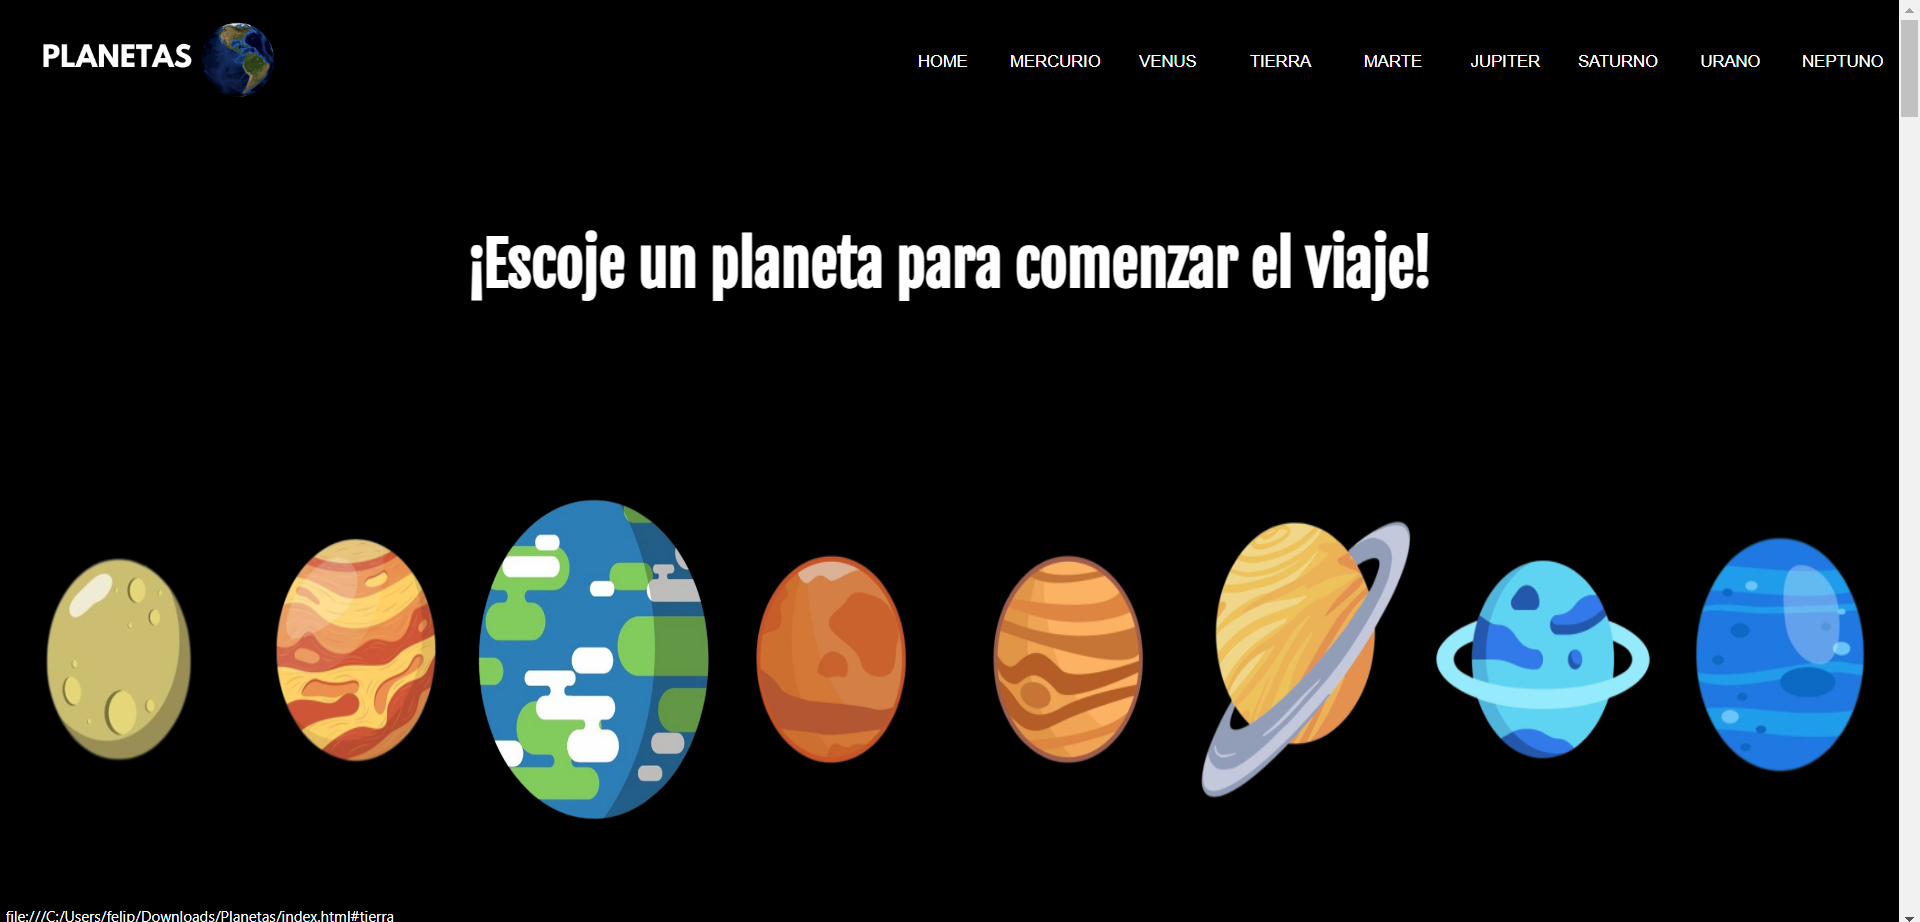 PLANETAS
HOME MERCURIO VENUS TIERRA MARTE JUPITER SATURNO URANO NEPTUNO
¡Escoje un planeta para comenzar el viaje!
file:///C:/Users/felip/Downloads/Planetas/index.html#tierra